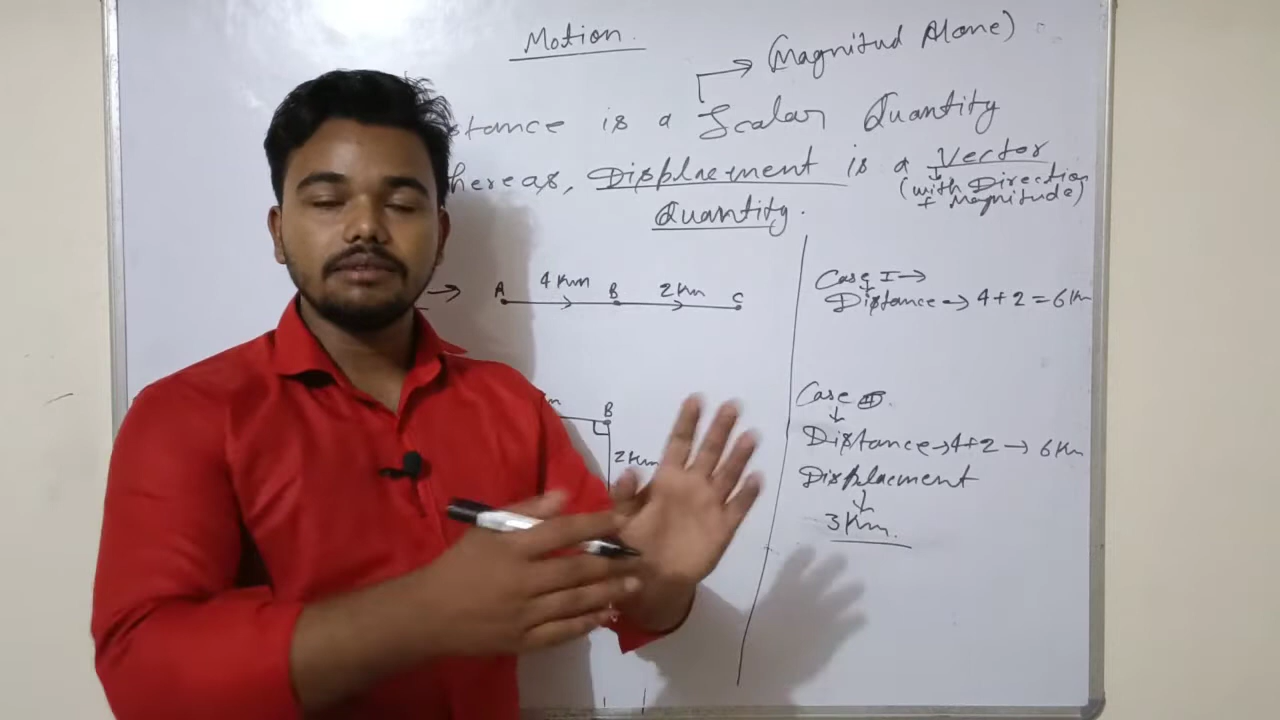 Motion.
(Magnitud Alone)
stance is a Scalar Quantity
hereas, Displacement is a Vector
(with Direction
+ Magnitude)
Quantity.
A 4 Km B 2 Km C
Case I →
Distance → 4 + 2 = 6 Km
B
2 Km
Case II.
Distance → 4+2 → 6 Km
Displacment
3 Km.